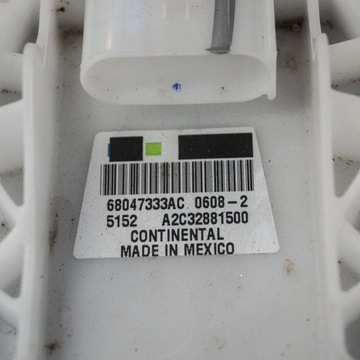 68047333AC 0608-2
5152 A2C32881500
CONTINENTAL
MADE IN MEXICO